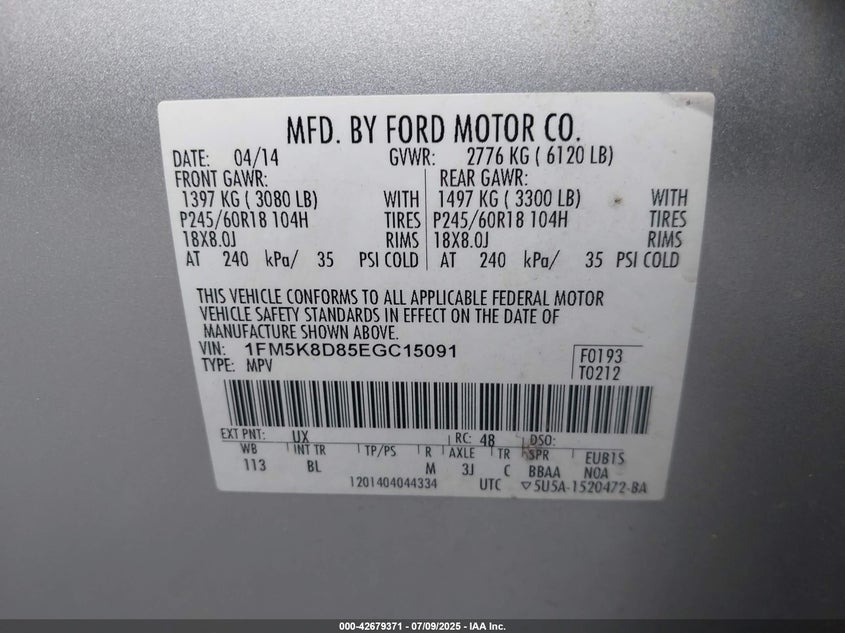 MFD. BY FORD MOTOR CO.
DATE: 04/14 GVWR: 2776 KG ( 6120 LB)
FRONT GAWR: REAR GAWR:
1397 KG ( 3080 LB) WITH 1497 KG ( 3300 LB) WITH
P245/60R18 104H TIRES P245/60R18 104H TIRES
18X8.0J RIMS 18X8.0J RIMS
AT 240 kPa/ 35 PSI COLD AT 240 kPa/ 35 PSI COLD
THIS VEHICLE CONFORMS TO ALL APPLICABLE FEDERAL MOTOR
VEHICLE SAFETY STANDARDS IN EFFECT ON THE DATE OF
MANUFACTURE SHOWN ABOVE.
VIN: 1FM5K8D85EGC15091 F0193
TYPE: MPV T0212
EXT PNT: UX RC: 48 DSO:
WB INT TR TP/PS R AXLE TR SPR EUB1S
113 BL M 3J C BBAA NOA
1201404044334 UTC ▽5U5A-1520472-BA
000-42679371 | 07/09/2025 - IAA Inc.